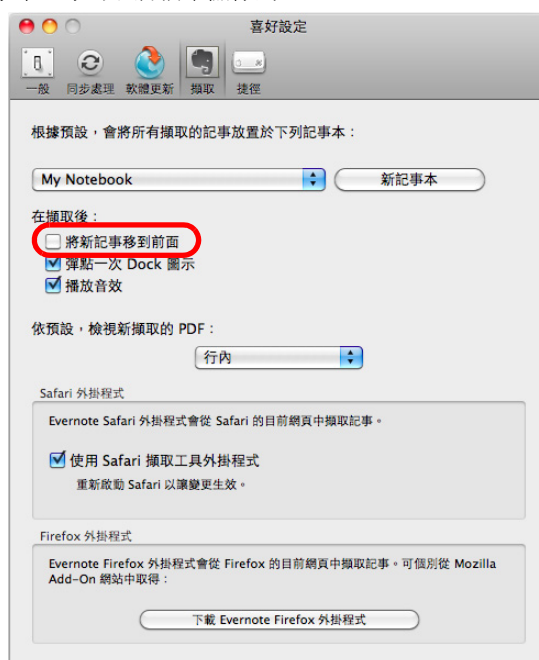 喜好設定
一般 同步處理 軟體更新 擷取 捷徑
根據預設，會將所有擷取的記事放置於下列記事本：
My Notebook 新記事本
在擷取後：
將新記事移到前面
彈點一次 Dock 圖示
播放音效
依預設，檢視新擷取的 PDF：
行內
Safari 外掛程式
Evernote Safari 外掛程式會從 Safari 的目前網頁中擷取記事。
使用 Safari 擷取工具外掛程式
重新啟動 Safari 以讓變更生效。
Firefox 外掛程式
Evernote Firefox 外掛程式會從 Firefox 的目前網頁中擷取記事。可個別從 Mozilla
Add-On 網站中取得：
下載 Evernote Firefox 外掛程式